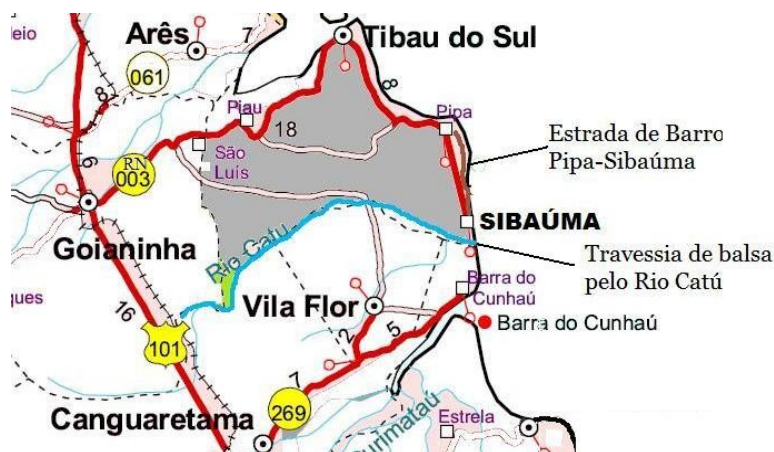 Arês
7
Tibau do Sul
061
8
8
Piau
18
Pipa
Estrada de Barro
Pipa-Sibaúma
São
Luís
6
RN
003
SIBAÚMA
Goianinha
Rio Catu
Travessia de balsa
pelo Rio Catú
Barra do
Cunhaú
ques
16
Vila Flor
Barra do Cunhaú
101
2
5
7
269
Canguaretama
Estrela